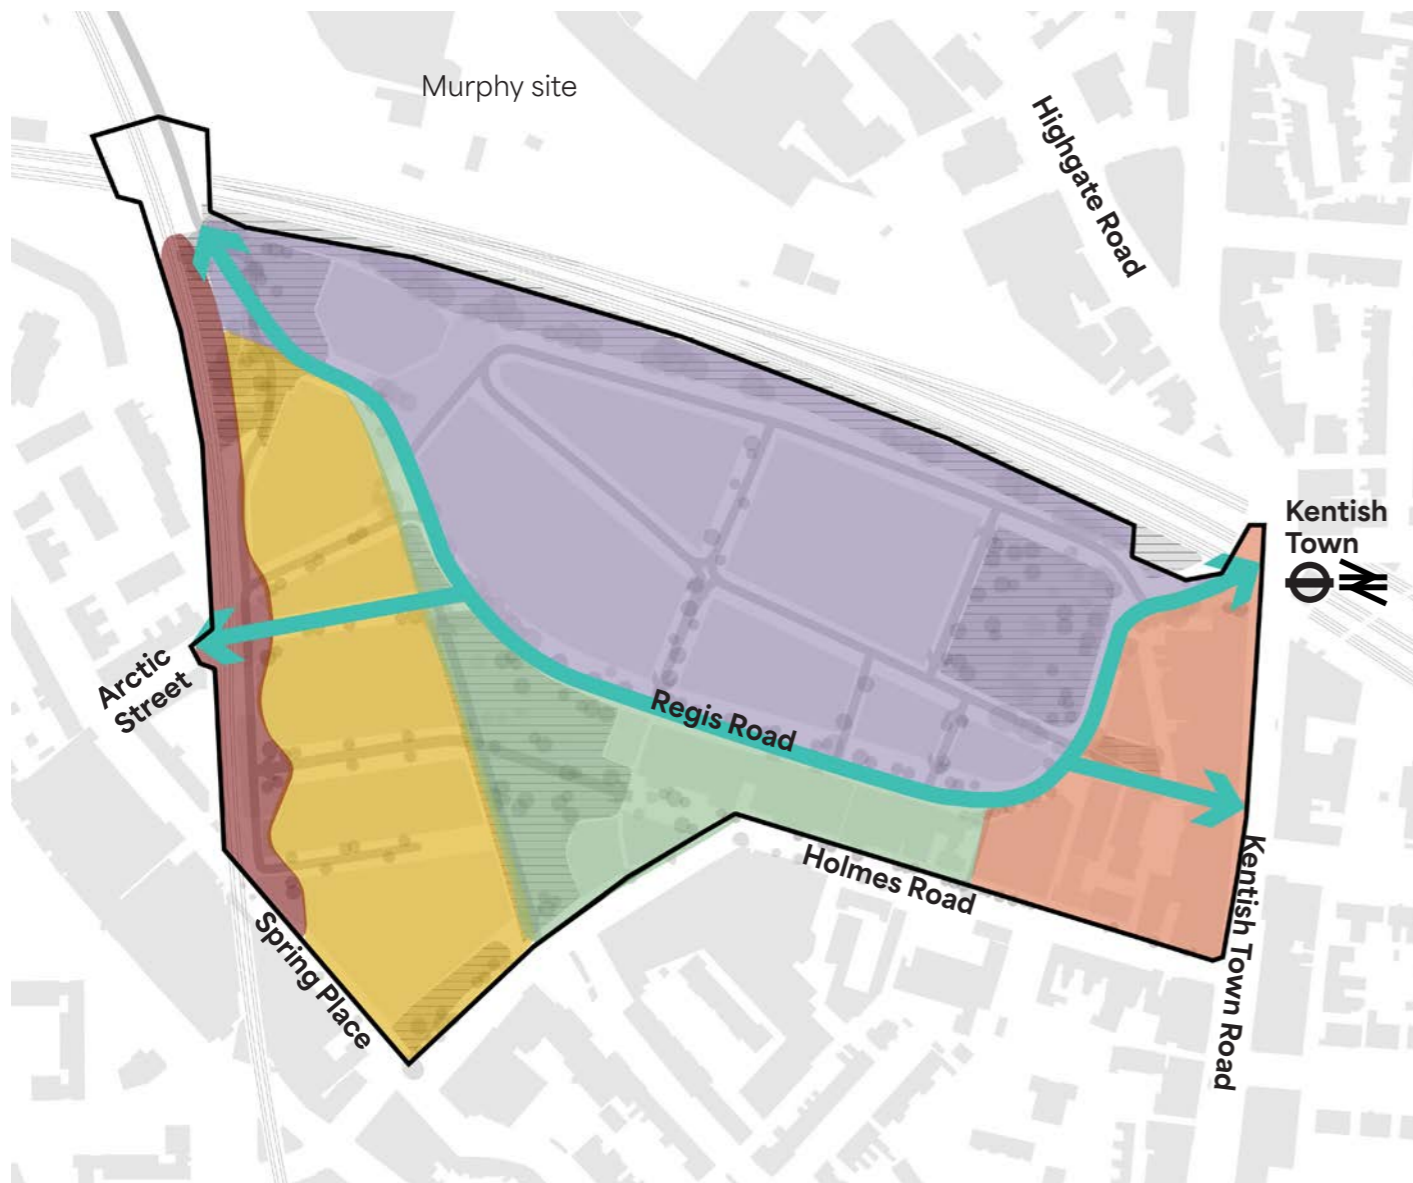 Murphy site
Highgate Road
Kentish
Town
Arctic
Street
Regis Road
Holmes Road
Kentish Town Road
Spring Place